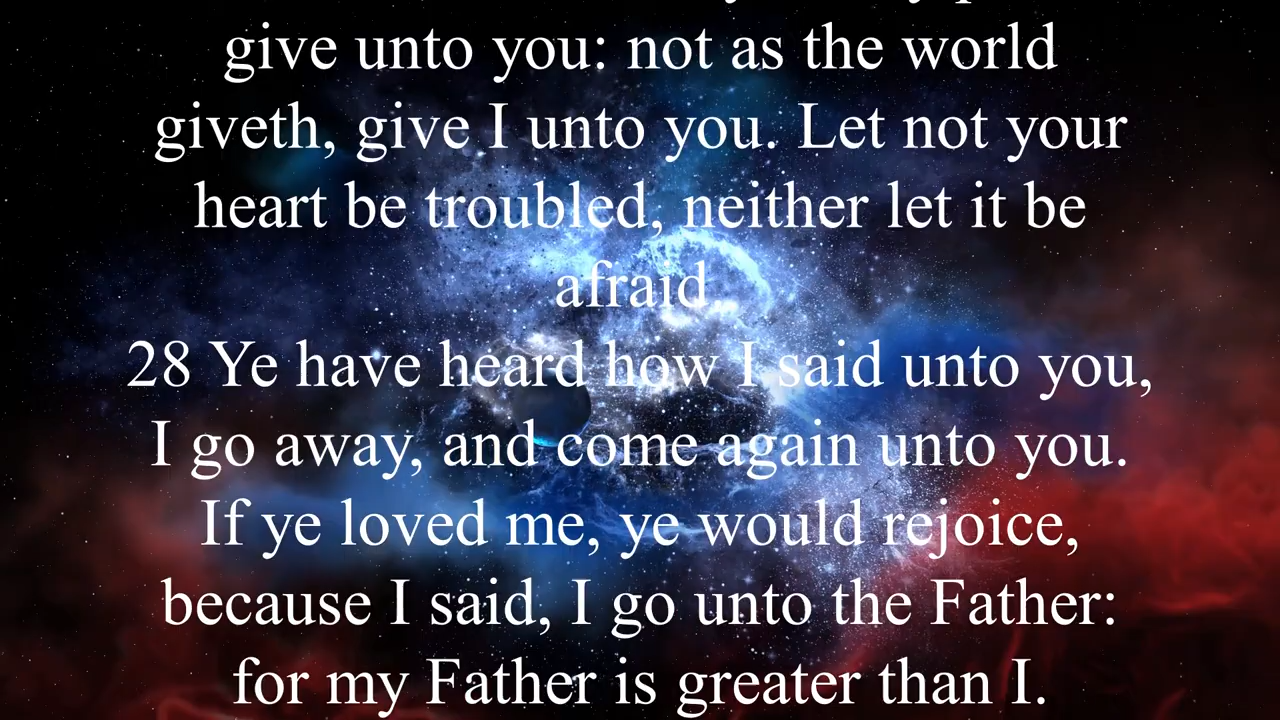 give unto you: not as the world
giveth, give I unto you. Let not your
heart be troubled, neither let it be
afraid.
28 Ye have heard how I said unto you,
I go away, and come again unto you.
If ye loved me, ye would rejoice,
because I said, I go unto the Father:
for my Father is greater than I.